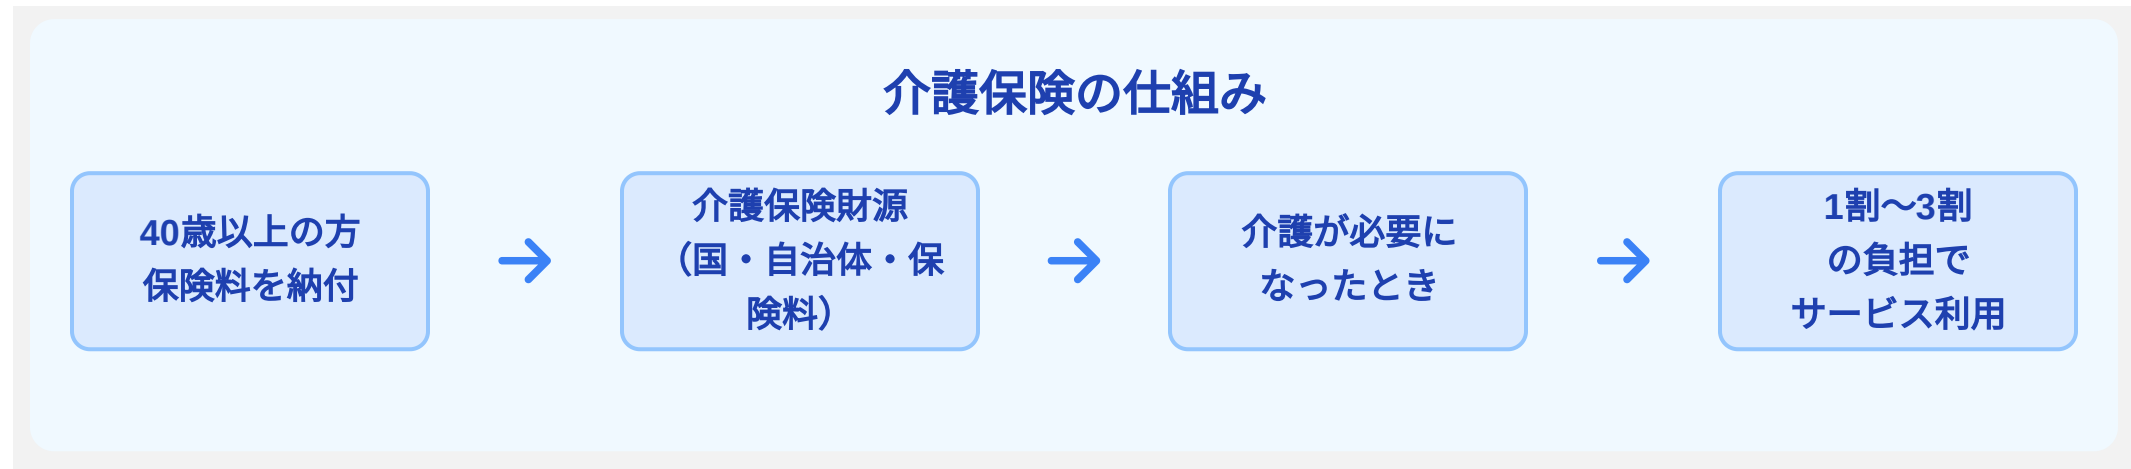 介護保険の仕組み
40歳以上の方
保険料を納付
介護保険財源
（国・自治体・保
険料）
介護が必要に
なったとき
1割〜3割
の負担で
サービス利用